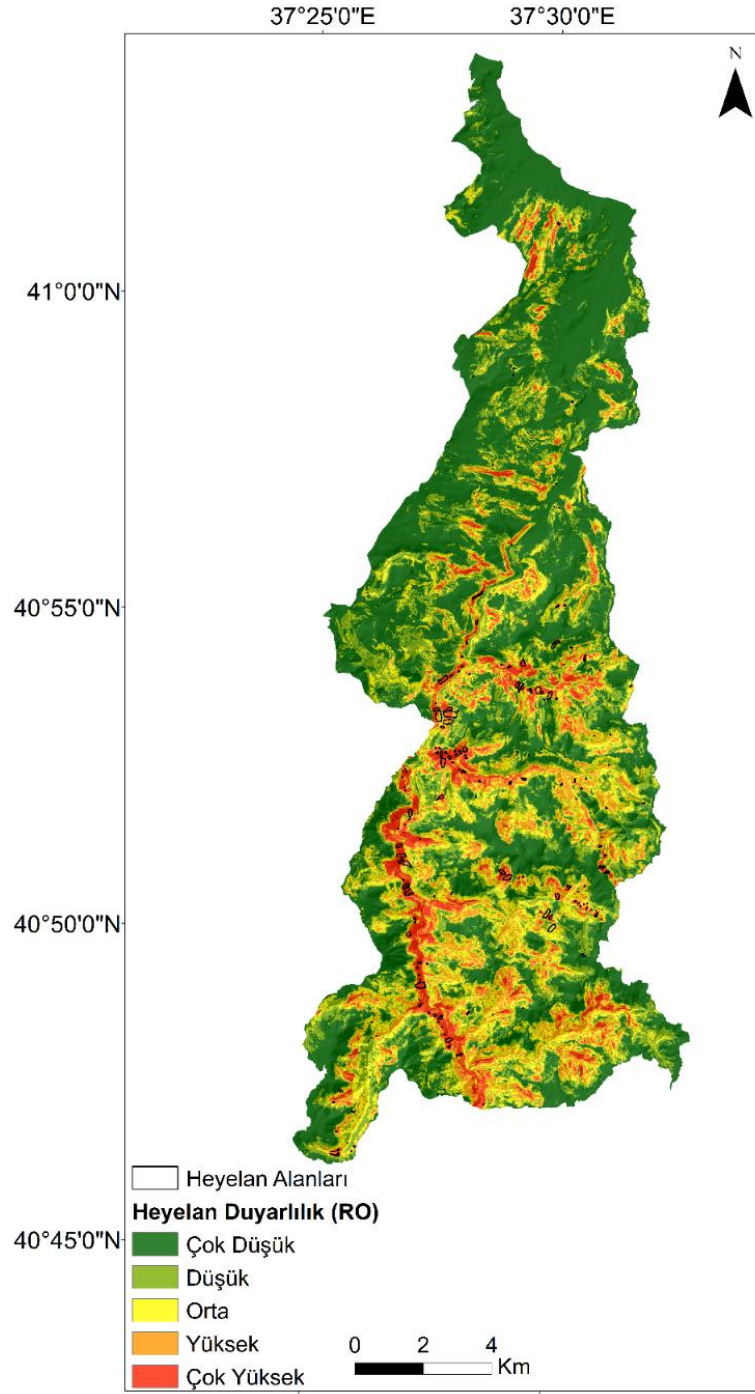 37°25'0"E 37°30'0"E
N
41°0'0"N
40°55'0"N
40°50'0"N
40°45'0"N
Heyelan Alanları
Heyelan Duyarlılık (RO)
Çok Düşük
Düşük
Orta
Yüksek
Çok Yüksek
0 2 4
Km